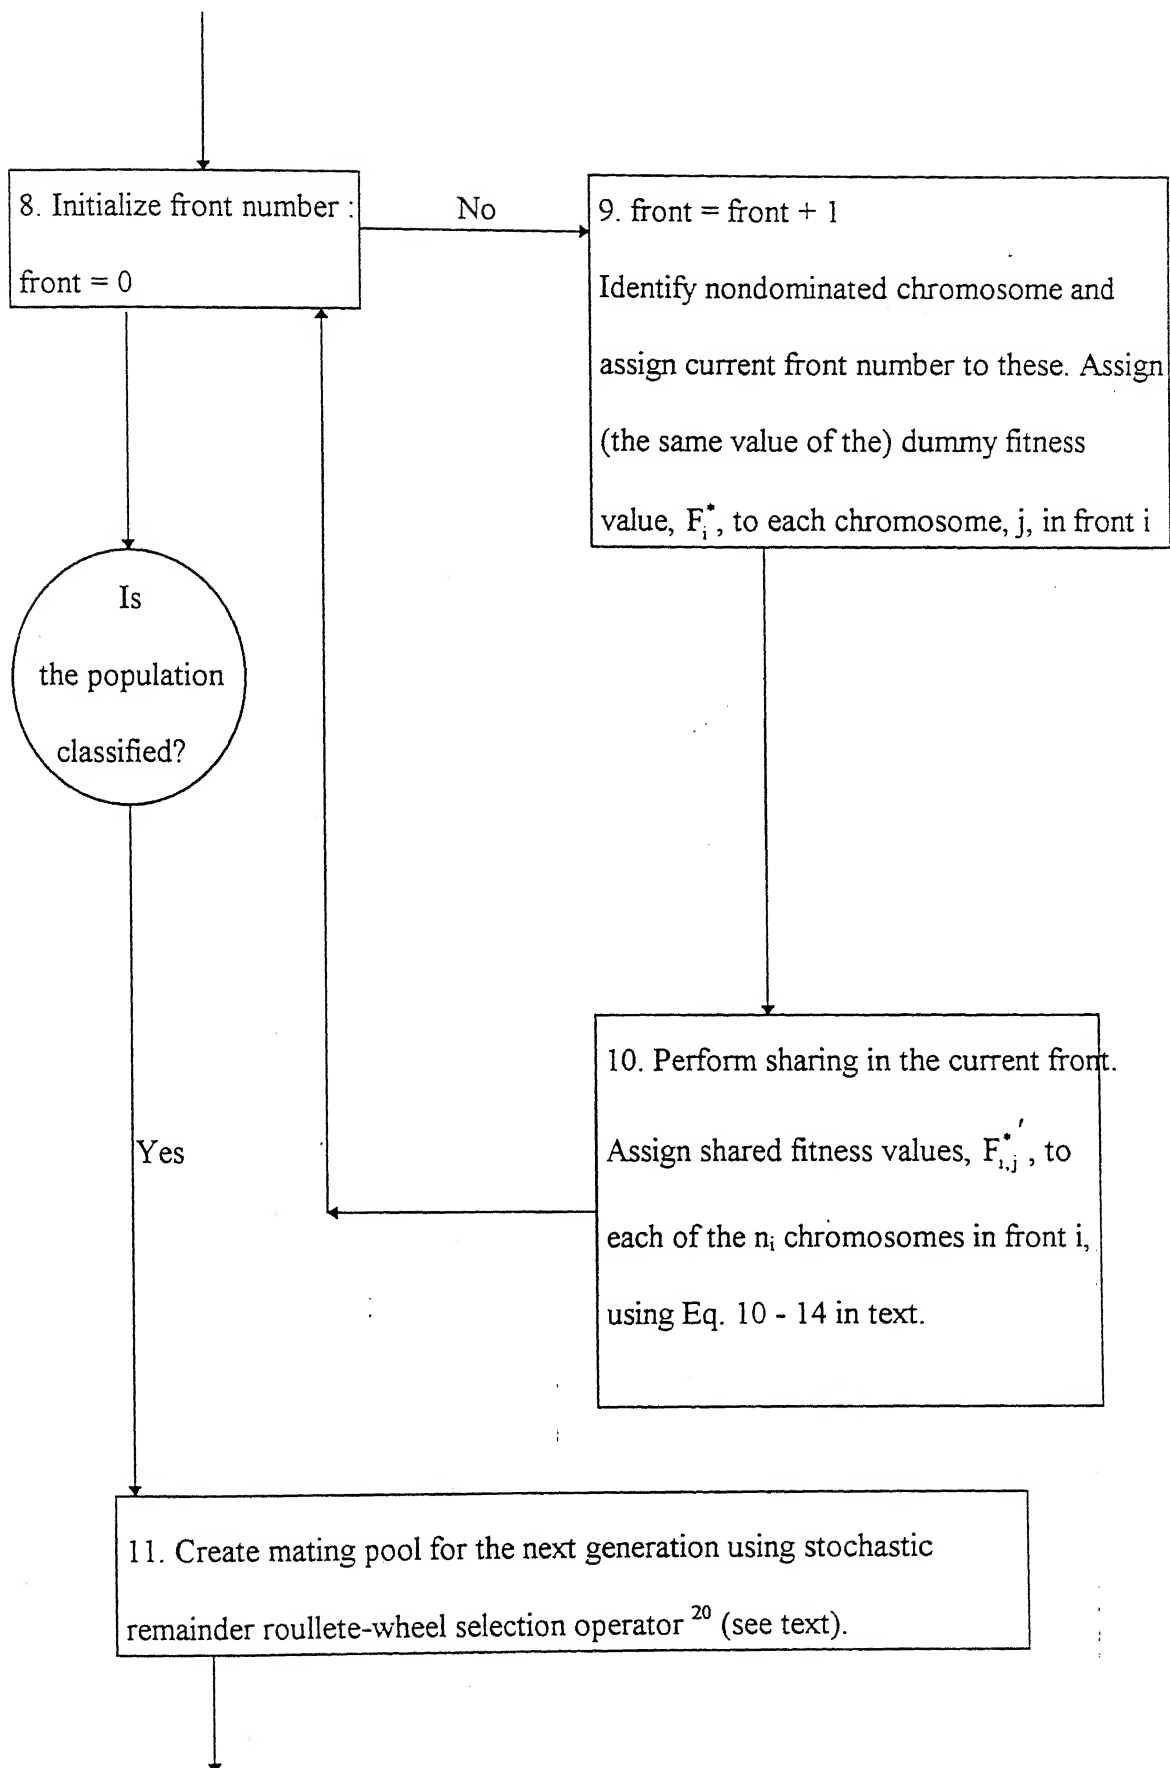 8. Initialize front number :
front = 0
No
9. front = front + 1
Identify nondominated chromosome and
assign current front number to these. Assign
(the same value of the) dummy fitness
value, F_i^*, to each chromosome, j, in front i
Is
the population
classified?
10. Perform sharing in the current front.
Assign shared fitness values, F_{i,j}^{*'}, to
each of the n_i chromosomes in front i,
using Eq. 10 - 14 in text.
Yes
11. Create mating pool for the next generation using stochastic
remainder roullete-wheel selection operator ^20 (see text).